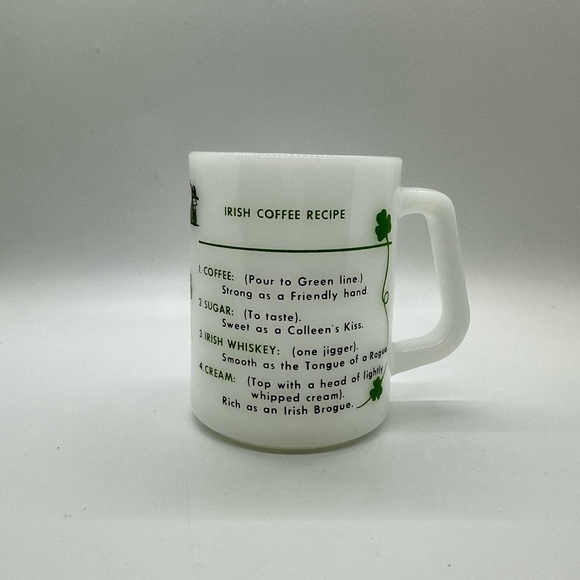 IRISH COFFEE RECIPE
1. COFFEE: (Pour to Green line.)
Strong as a Friendly hand
2. SUGAR: (To taste).
Sweet as a Colleen's Kiss.
3. IRISH WHISKEY: (one jigger).
Smooth as the Tongue of a Rogue
4. CREAM: (Top with a head of lightly
whipped cream).
Rich as an Irish Brogue.